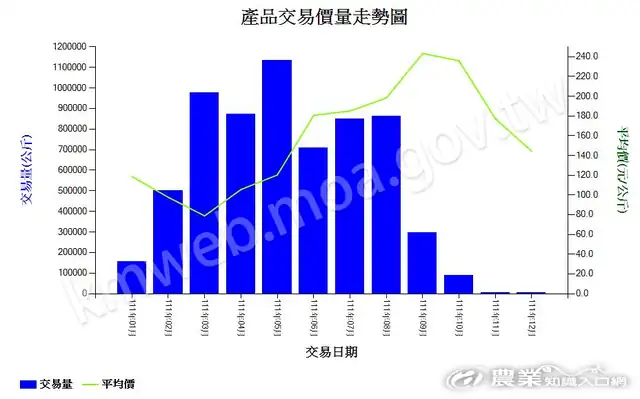 產品交易價量走勢圖
交易量(公斤)
平均價(元/公斤)
1200000
1100000
1000000
900000
800000
700000
600000
500000
400000
300000
200000
100000
0
240.0
220.0
200.0
180.0
160.0
140.0
120.0
100.0
80.0
60.0
40.0
20.0
0.0
111年01月
111年02月
111年03月
111年04月
111年05月
111年06月
111年07月
111年08月
111年09月
111年10月
111年11月
111年12月
交易日期
交易量 平均價
kmweb.moa.gov.tw
農業知識入口網